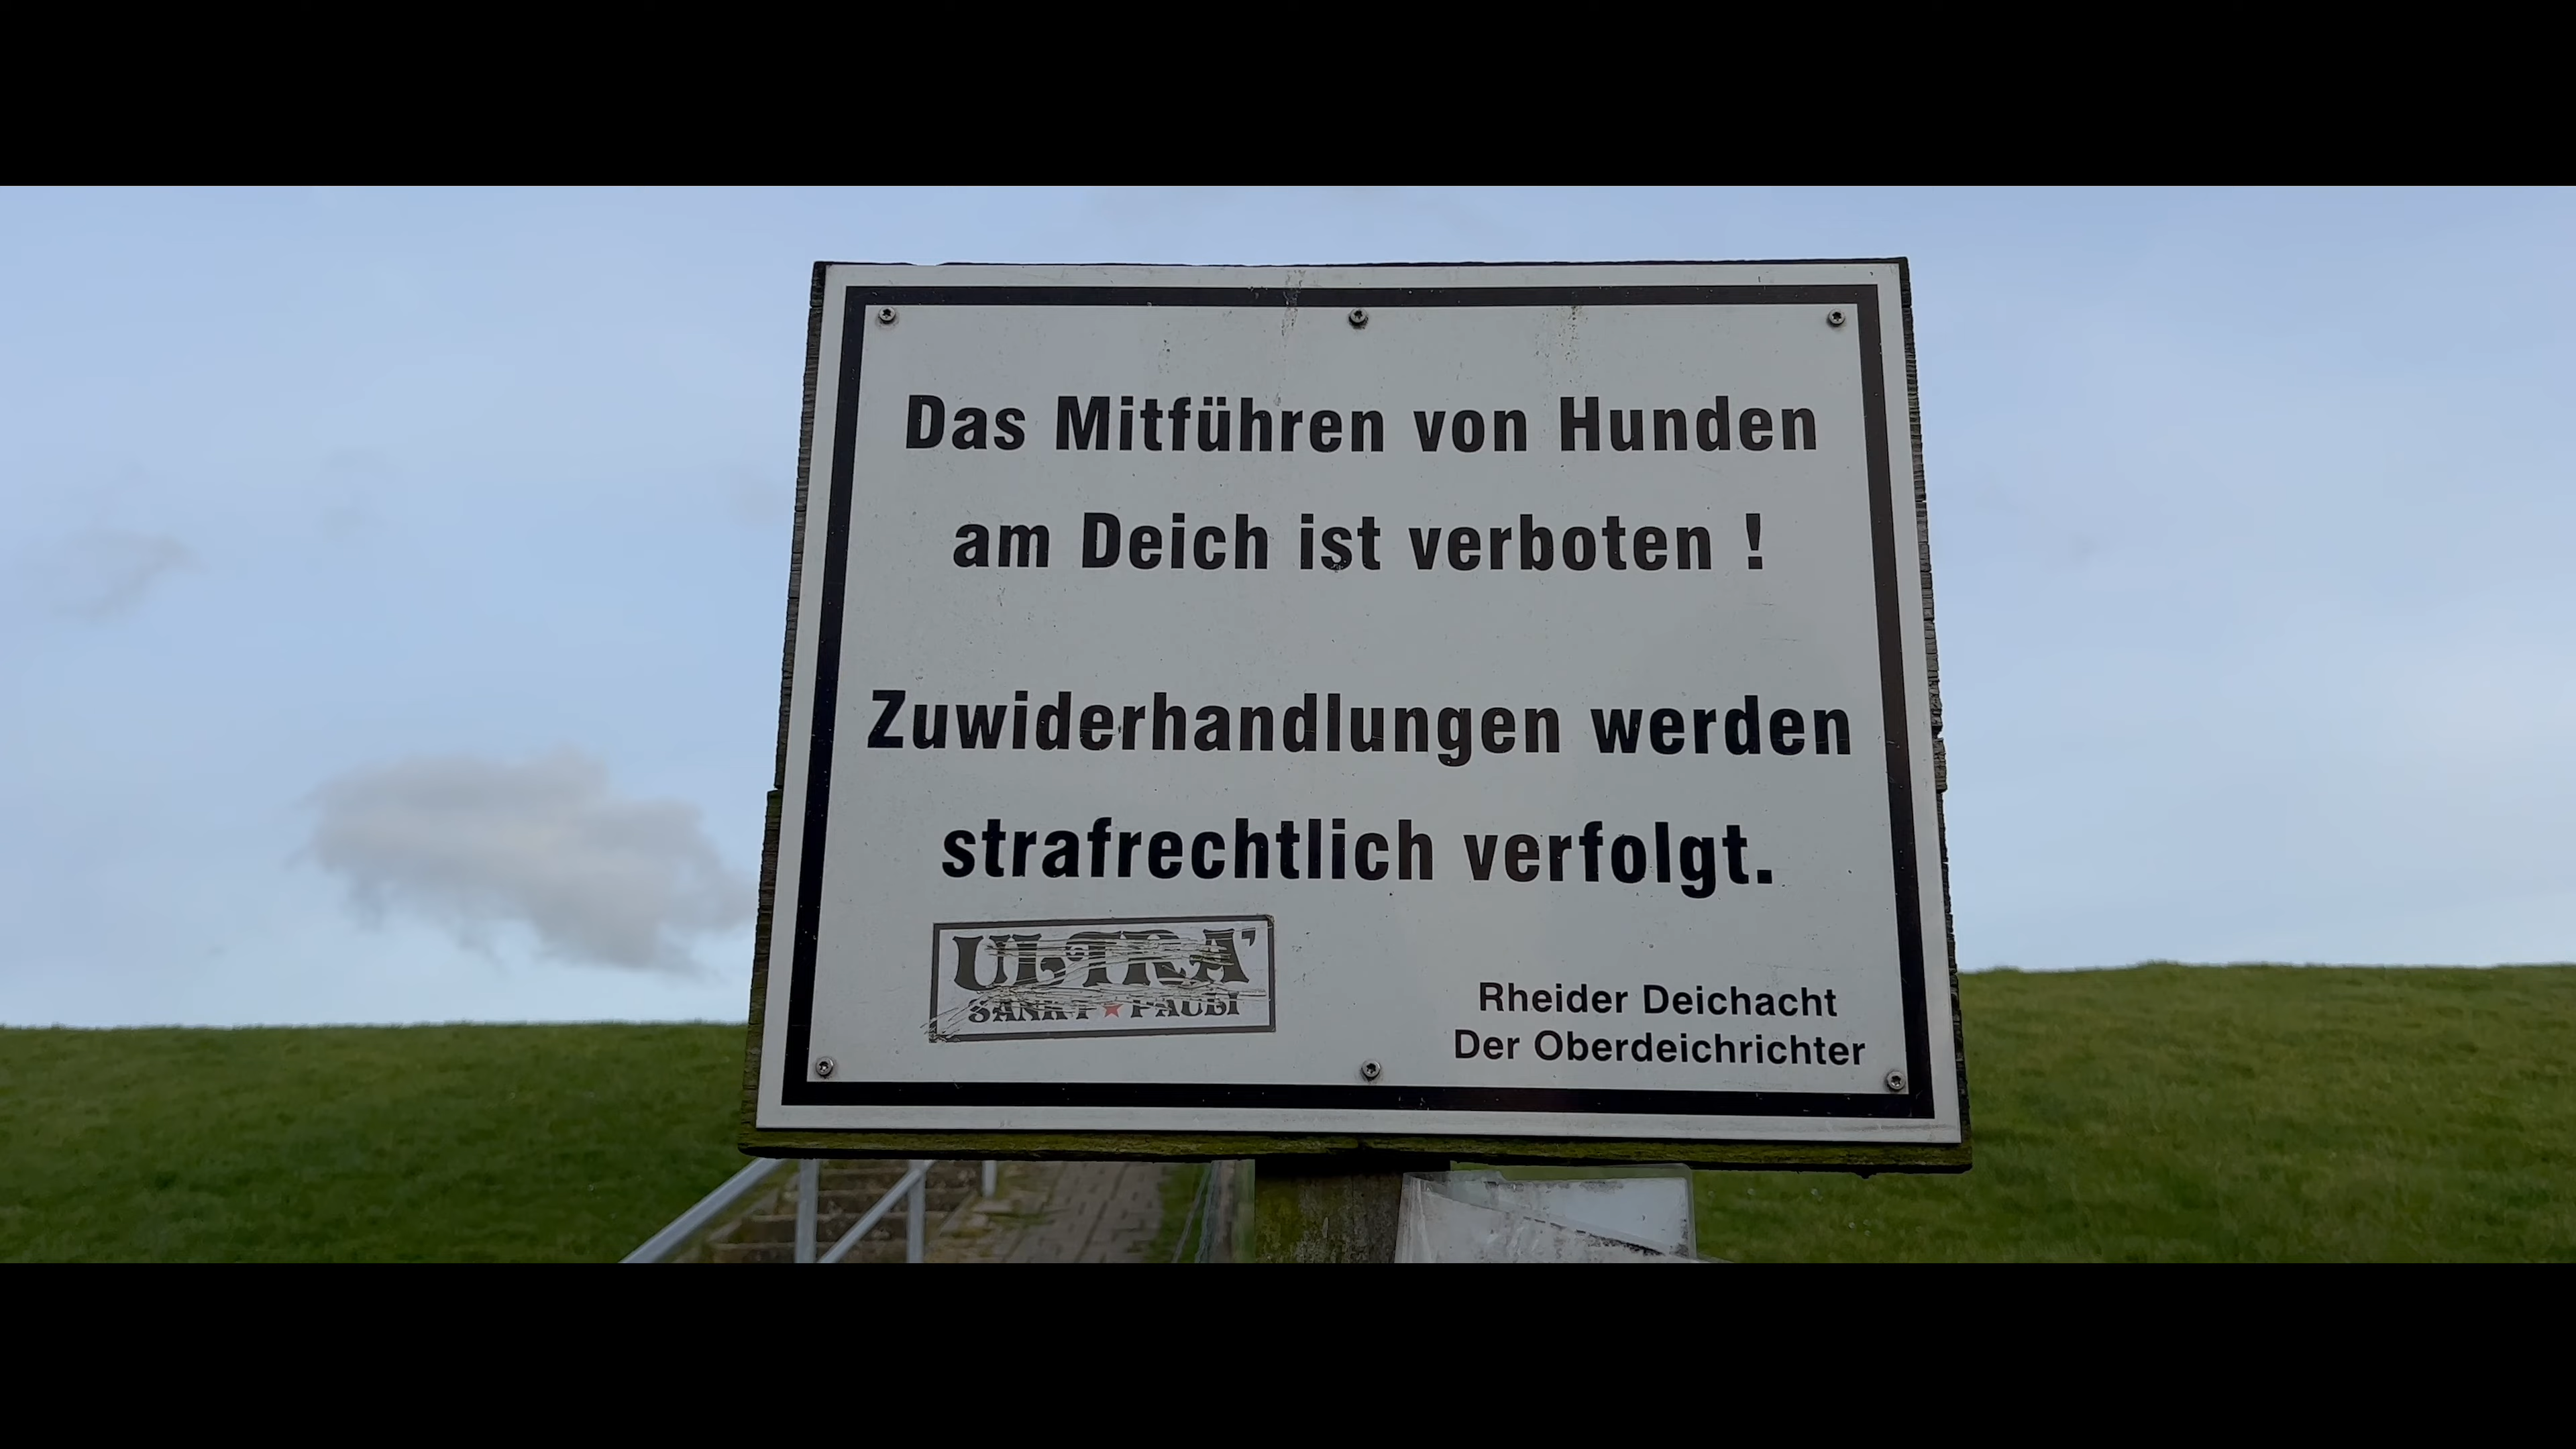 Das Mitführen von Hunden
am Deich ist verboten !
Zuwiderhandlungen werden
strafrechtlich verfolgt.
ULTRA'
SANKT PAULI
Rheider Deichacht
Der Oberdeichrichter